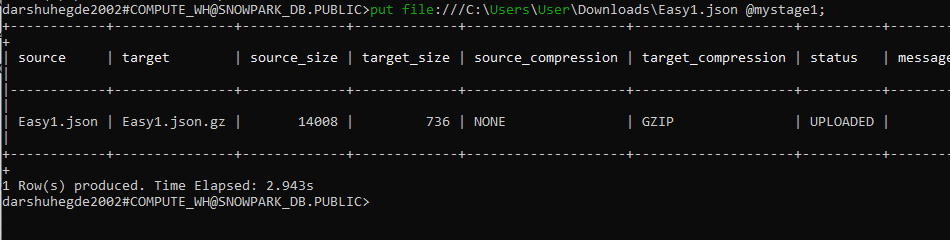 darshuhegde2002#COMPUTE_WH@SNOWPARK_DB.PUBLIC>put file:///C:\Users\User\Downloads\Easy1.json @mystage1;
+-----------+--------------+-------------+-------------+--------------------+--------------------+----------+--------
+
| source | target | source_size | target_size | source_compression | target_compression | status | message
|
|-----------+--------------+-------------+-------------+--------------------+--------------------+----------+--------
|
| Easy1.json | Easy1.json.gz | 14008 | 736 | NONE | GZIP | UPLOADED |
|
+-----------+--------------+-------------+-------------+--------------------+--------------------+----------+--------
+
1 Row(s) produced. Time Elapsed: 2.943s
darshuhegde2002#COMPUTE_WH@SNOWPARK_DB.PUBLIC>